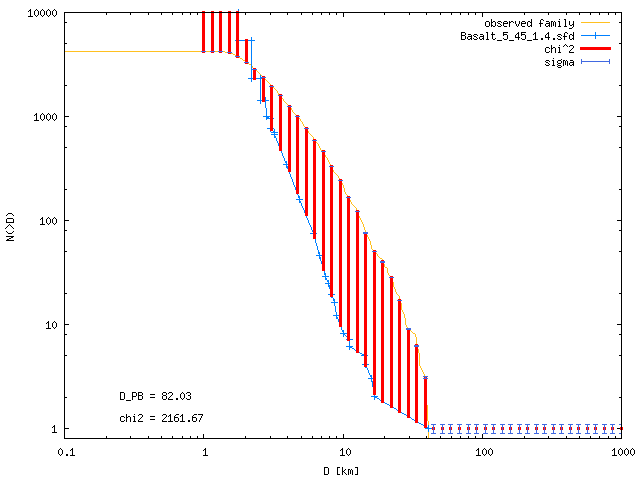 10000
1000
100
10
1
N(>D)
observed family
Basalt_5_45_1.4.sfd
chi^2
sigma
D_PB = 82.03
chi2 = 2161.67
0.1 1 10 100 1000
D [km]